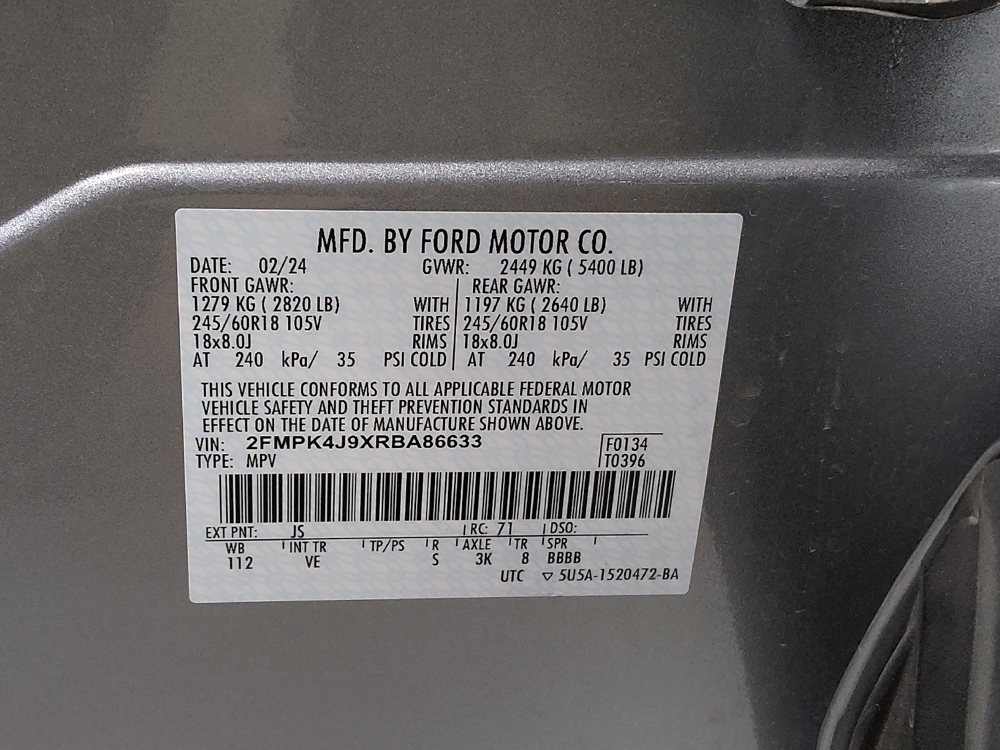 MFD. BY FORD MOTOR CO.
DATE: 02/24 GVWR: 2449 KG ( 5400 LB)
FRONT GAWR: REAR GAWR:
1279 KG ( 2820 LB) WITH 1197 KG ( 2640 LB) WITH
245/60R18 105V TIRES 245/60R18 105V TIRES
18x8.0J RIMS 18x8.0J RIMS
AT 240 kPa/ 35 PSI COLD AT 240 kPa/ 35 PSI COLD
THIS VEHICLE CONFORMS TO ALL APPLICABLE FEDERAL MOTOR
VEHICLE SAFETY AND THEFT PREVENTION STANDARDS IN
EFFECT ON THE DATE OF MANUFACTURE SHOWN ABOVE.
VIN: 2FMPK4J9XRBA86633 F0134
TYPE: MPV T0396
EXT PNT: JS RC: 71 DSO:
WB INT TR TP/PS R AXLE TR SPR
112 VE S 3K 8 BBBB
UTC ▽ 5U5A-1520472-BA